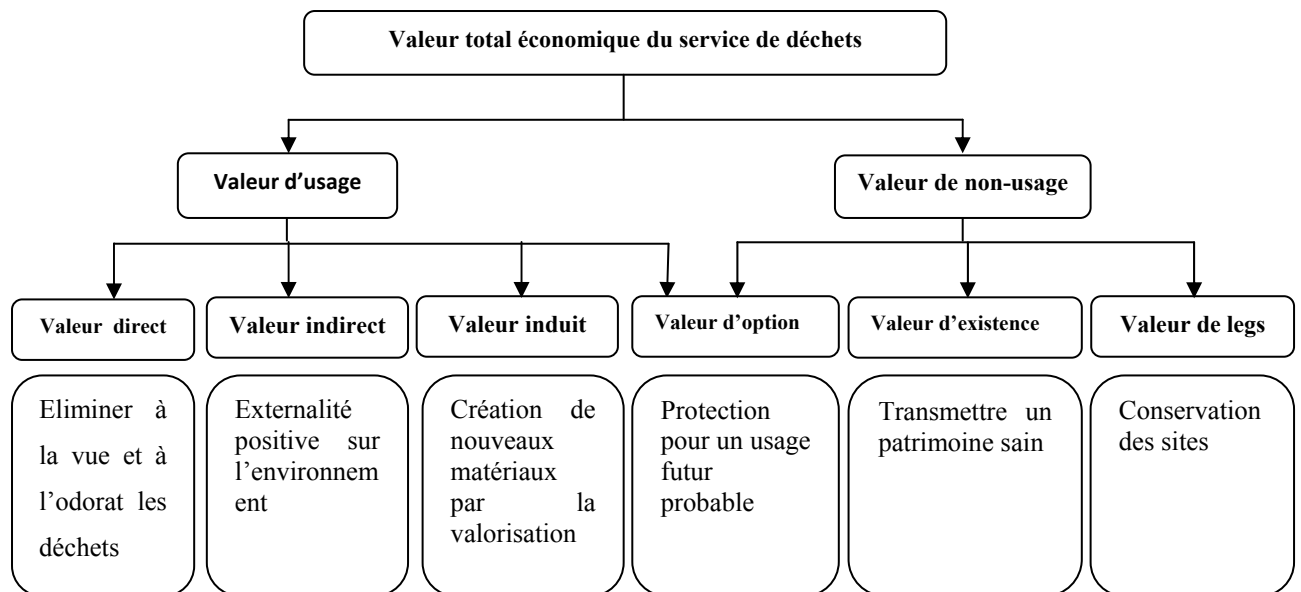 Valeur total économique du service de déchets
Valeur d’usage
Valeur de non-usage
Valeur direct
Valeur indirect
Valeur induit
Valeur d’option
Valeur d’existence
Valeur de legs
Eliminer à
la vue et à
l’odorat les
déchets
Externalité
positive sur
l’environnem
ent
Création de
nouveaux
matériaux
par la
valorisation
Protection
pour un usage
futur
probable
Transmettre un
patrimoine sain
Conservation
des sites